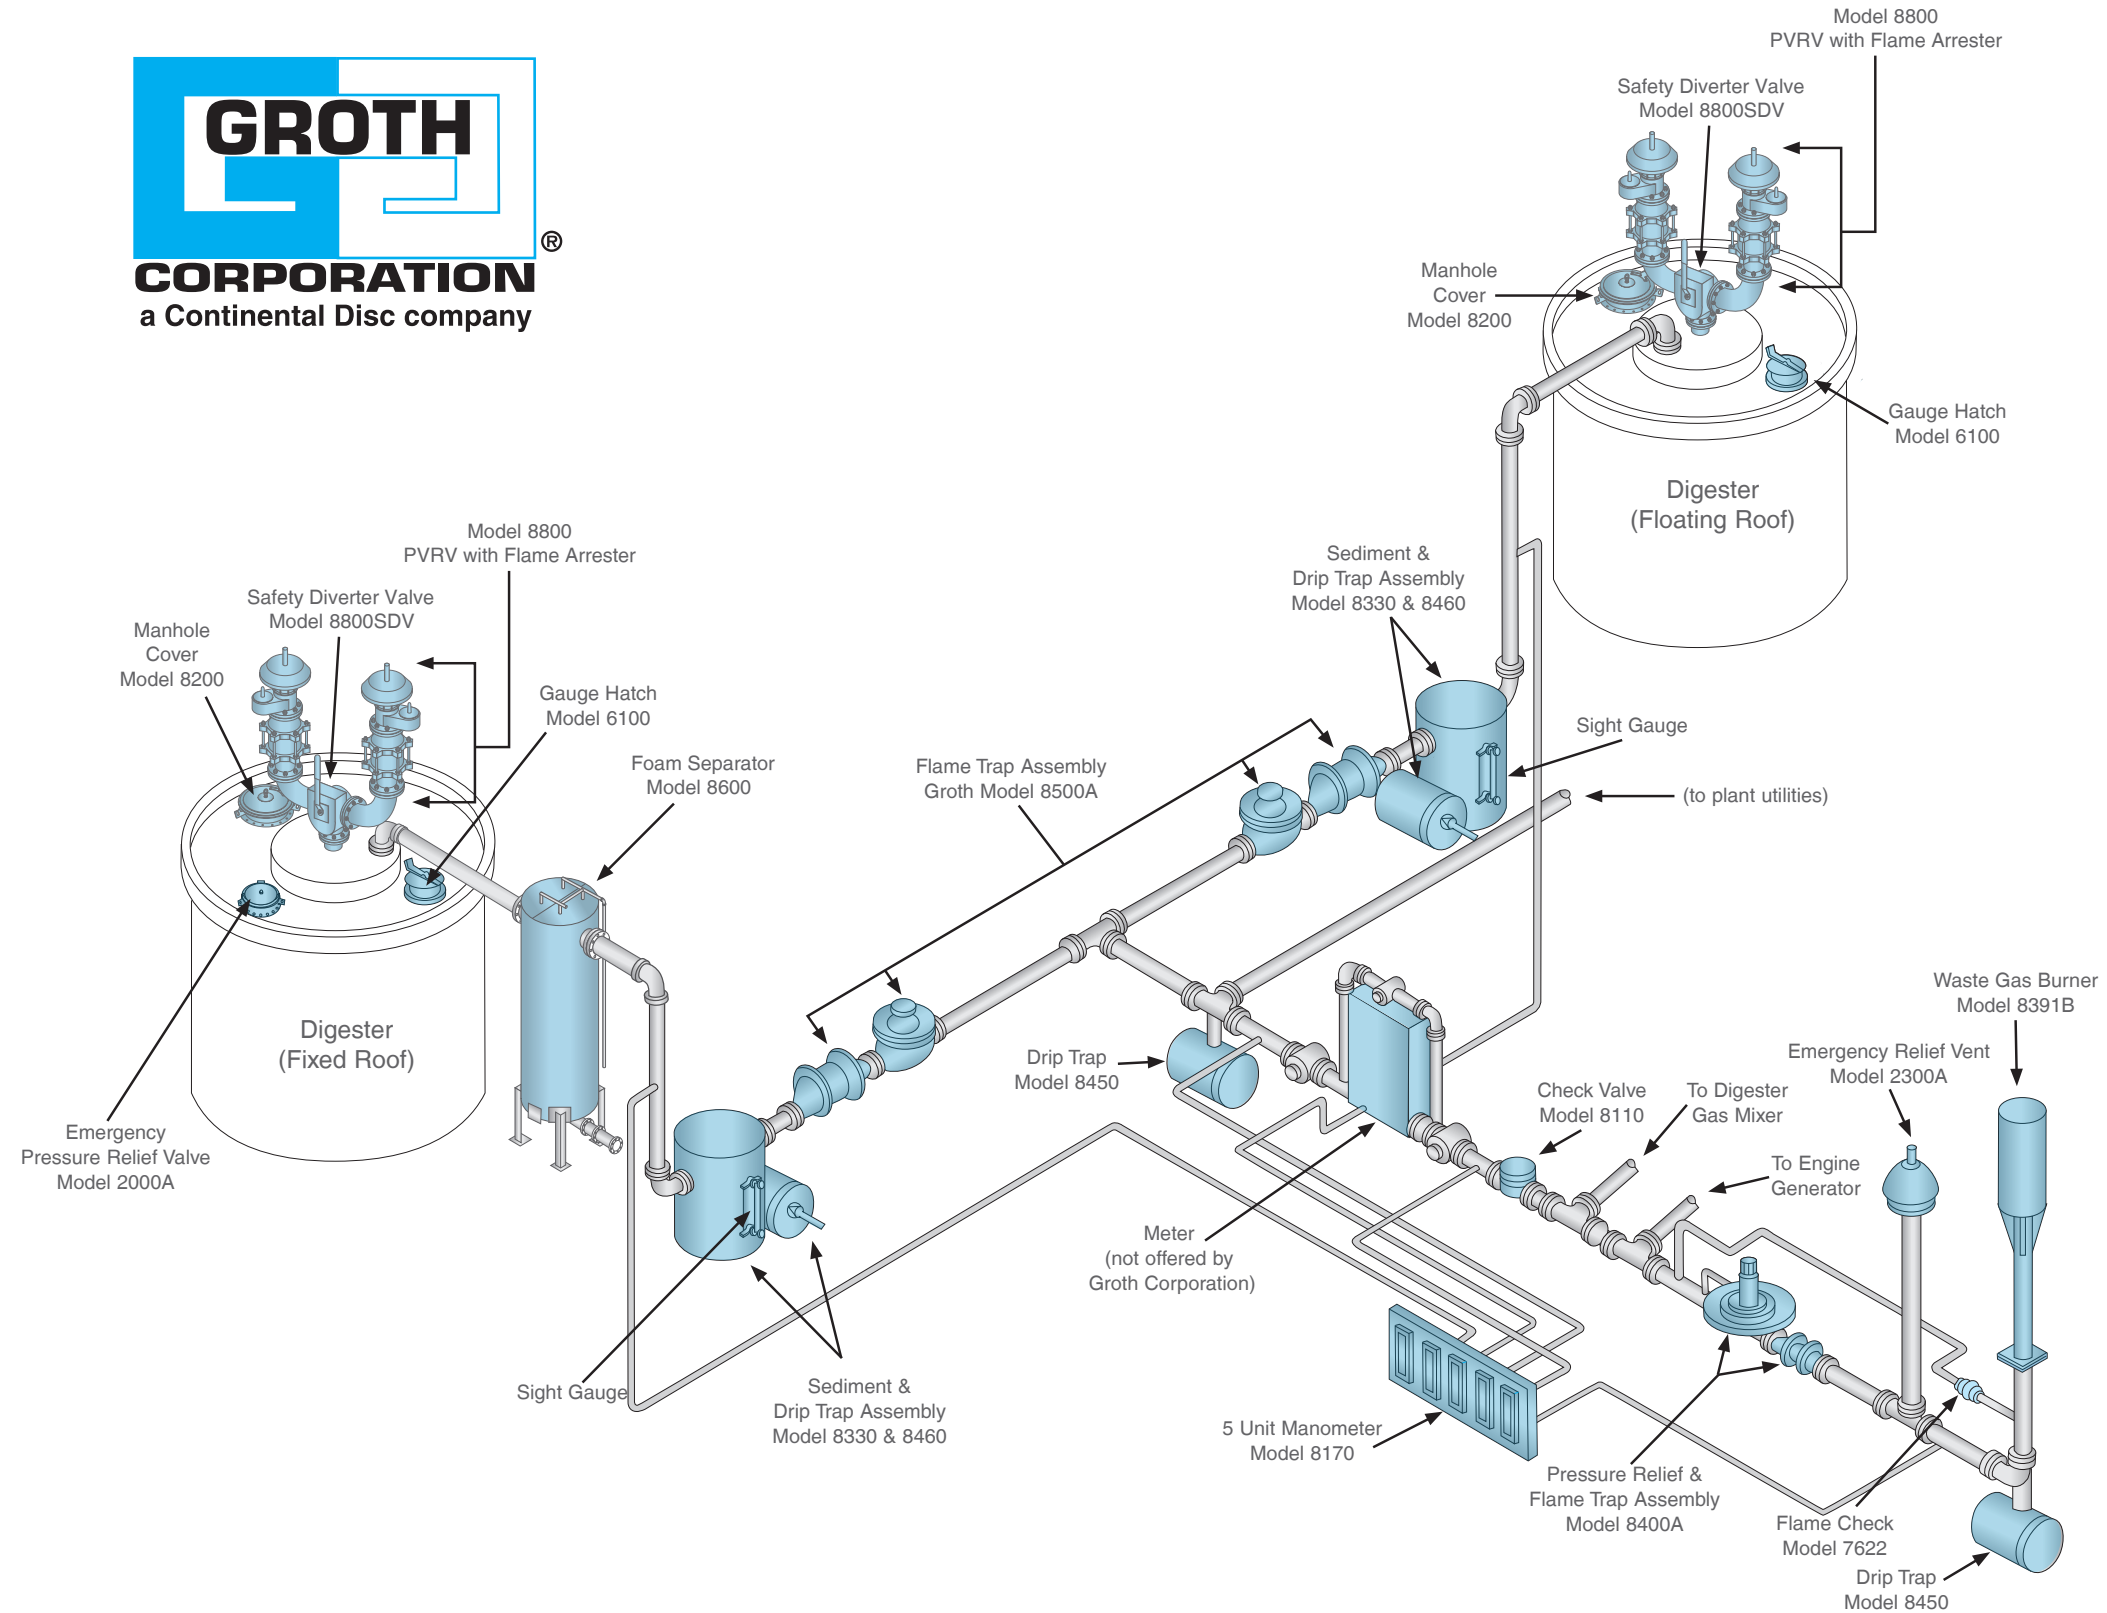 GROTH
®
CORPORATION
a Continental Disc company
Model 8800
PVRV with Flame Arrester
Safety Diverter Valve
Model 8800SDV
Manhole
Cover
Model 8200
Gauge Hatch
Model 6100
Digester
(Floating Roof)
Model 8800
PVRV with Flame Arrester
Safety Diverter Valve
Model 8800SDV
Manhole
Cover
Model 8200
Gauge Hatch
Model 6100
Foam Separator
Model 8600
Flame Trap Assembly
Groth Model 8500A
Sediment &
Drip Trap Assembly
Model 8330 & 8460
Sight Gauge
(to plant utilities)
Digester
(Fixed Roof)
Emergency
Pressure Relief Valve
Model 2000A
Drip Trap
Model 8450
Waste Gas Burner
Model 8391B
Emergency Relief Vent
Model 2300A
Check Valve
Model 8110
To Digester
Gas Mixer
To Engine
Generator
Meter
(not offered by
Groth Corporation)
Sight Gauge
Sediment &
Drip Trap Assembly
Model 8330 & 8460
5 Unit Manometer
Model 8170
Pressure Relief &
Flame Trap Assembly
Model 8400A
Flame Check
Model 7622
Drip Trap
Model 8450